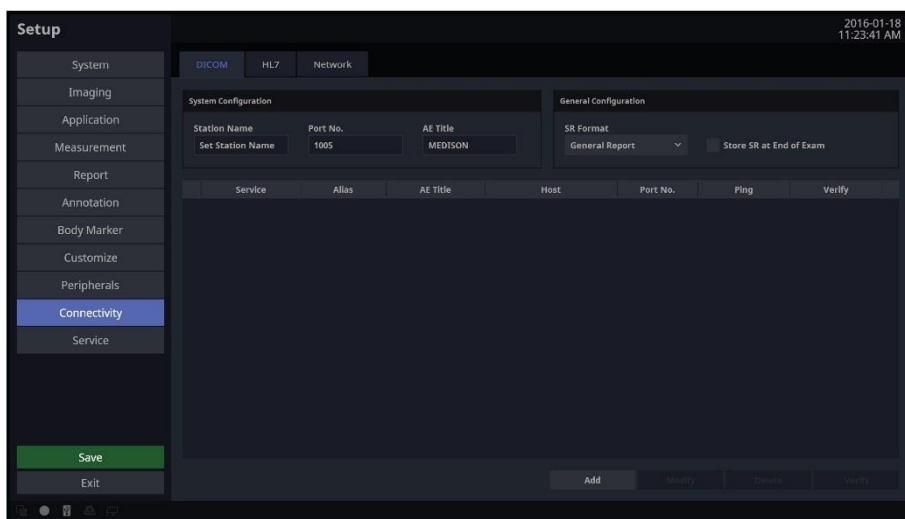 Setup
2016-01-18
11:23:41 AM
System
Imaging
Application
Measurement
Report
Annotation
Body Marker
Customize
Peripherals
Connectivity
Service
Save
Exit
DICOM HL7 Network
System Configuration
Station Name Port No. AE Title
Set Station Name 1005 MEDISON
General Configuration
SR Format
General Report Store SR at End of Exam
Service Alias AE Title Host Port No. Ping Verify
Add Modify Delete Verify